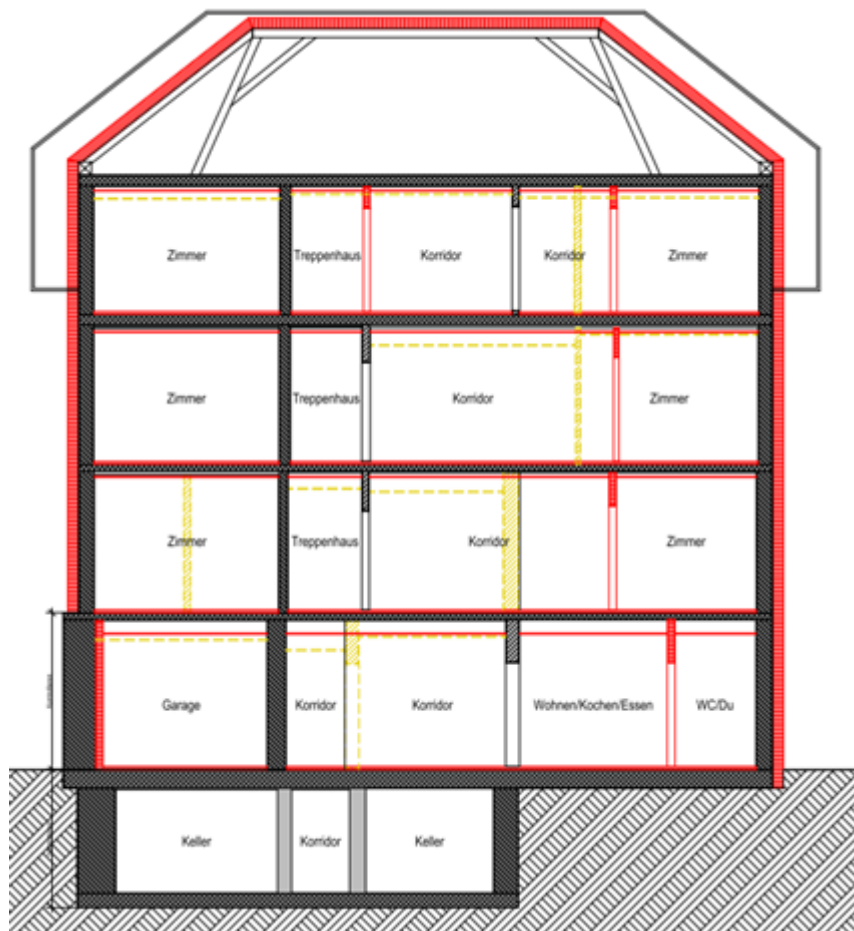 Zimmer
Treppenhaus
Korridor
Korridor
Zimmer
Zimmer
Treppenhaus
Korridor
Zimmer
Zimmer
Treppenhaus
Korridor
Zimmer
Garage
Korridor
Korridor
Wohnen/Kochen/Essen
WC/Du
Keller
Korridor
Keller